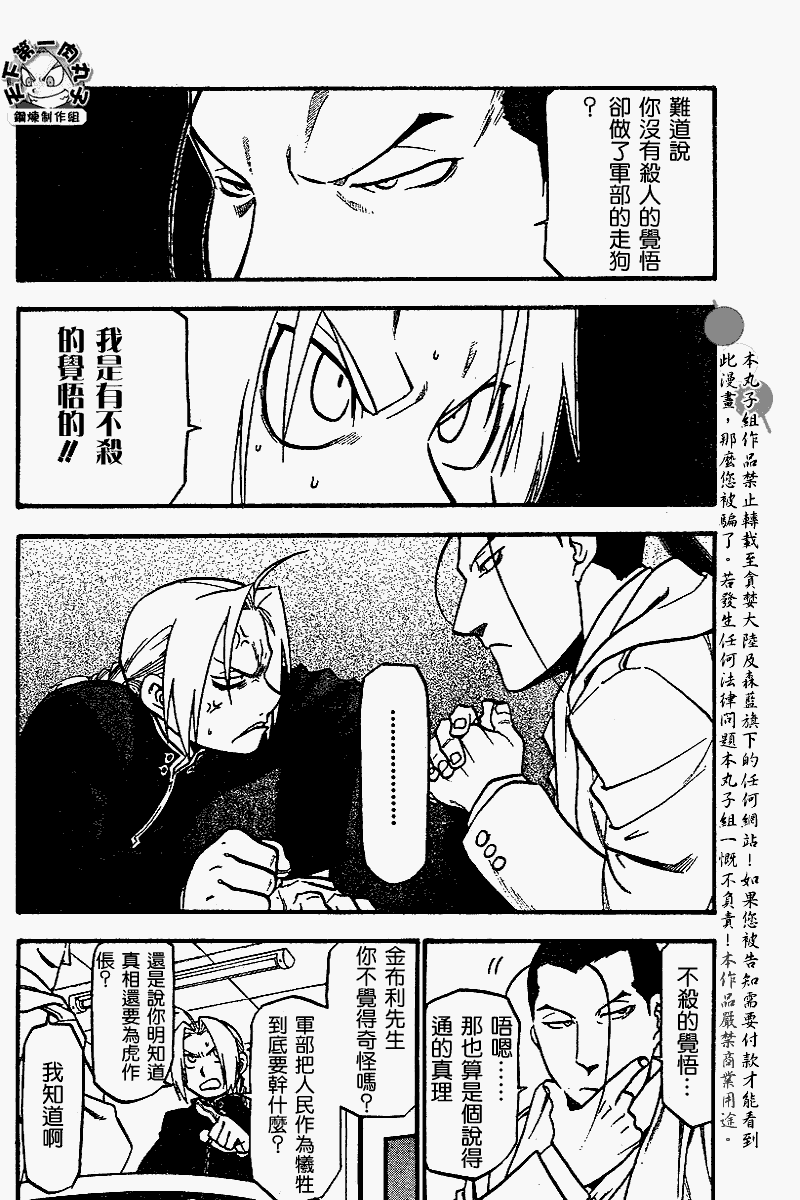 天下第一肉丸子
鋼煉制作組
難道說
你沒有殺人的覺悟
卻做了軍部的走狗
？
我是有不殺
的覺悟的!!
…………
不殺的覺悟…
唔嗯……
那也算是個說得
通的真理
金布利先生
你不覺得奇怪嗎？
軍部把人民作為犧牲
到底要幹什麼？
還是說你明知道
真相還要為虎作
倀？
我知道啊
本丸子組作品禁止轉載至貪婪大陸及森藍旗下的任何網站！如果您被告知需要付款才能看到
此漫畫，那麼您被騙了。若發生任何法律問題本丸子組一慨不負責！本作品嚴禁商業用途。